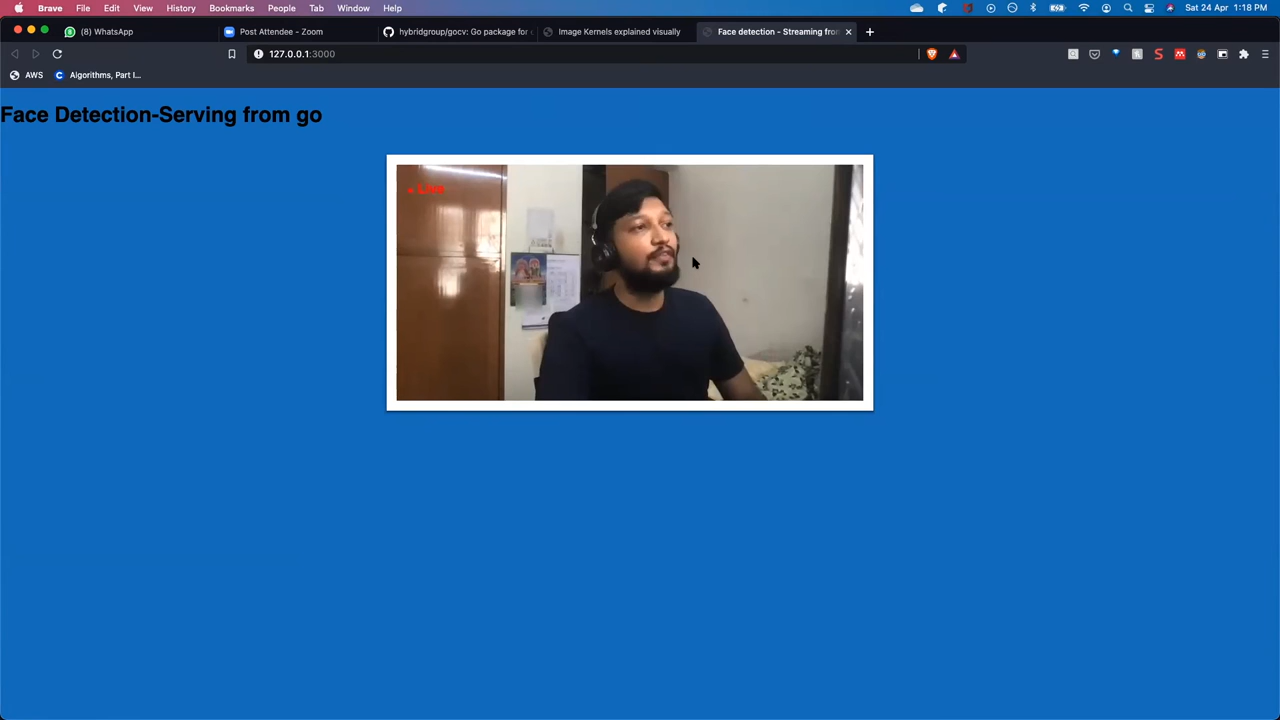 Brave File Edit View History Bookmarks People Tab Window Help Sat 24 Apr 1:18 PM
(8) WhatsApp Post Attendee - Zoom hybridgroup/gocv: Go package for Image Kernels explained visually Face detection - Streaming from
127.0.0.1:3000
AWS Algorithms, Part I...
Face Detection-Serving from go
Live